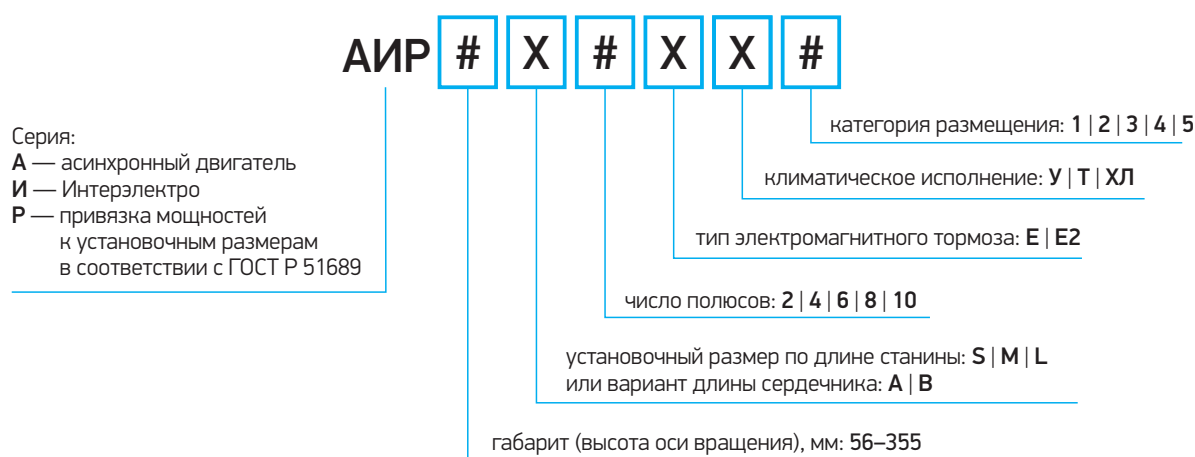 АИР # X # X X #
Серия:
А — асинхронный двигатель
И — Интерэлектро
Р — привязка мощностей
к установочным размерам
в соответствии с ГОСТ Р 51689
категория размещения: 1 | 2 | 3 | 4 | 5
климатическое исполнение: У | Т | ХЛ
тип электромагнитного тормоза: Е | Е2
число полюсов: 2 | 4 | 6 | 8 | 10
установочный размер по длине станины: S | M | L
или вариант длины сердечника: А | В
габарит (высота оси вращения), мм: 56–355